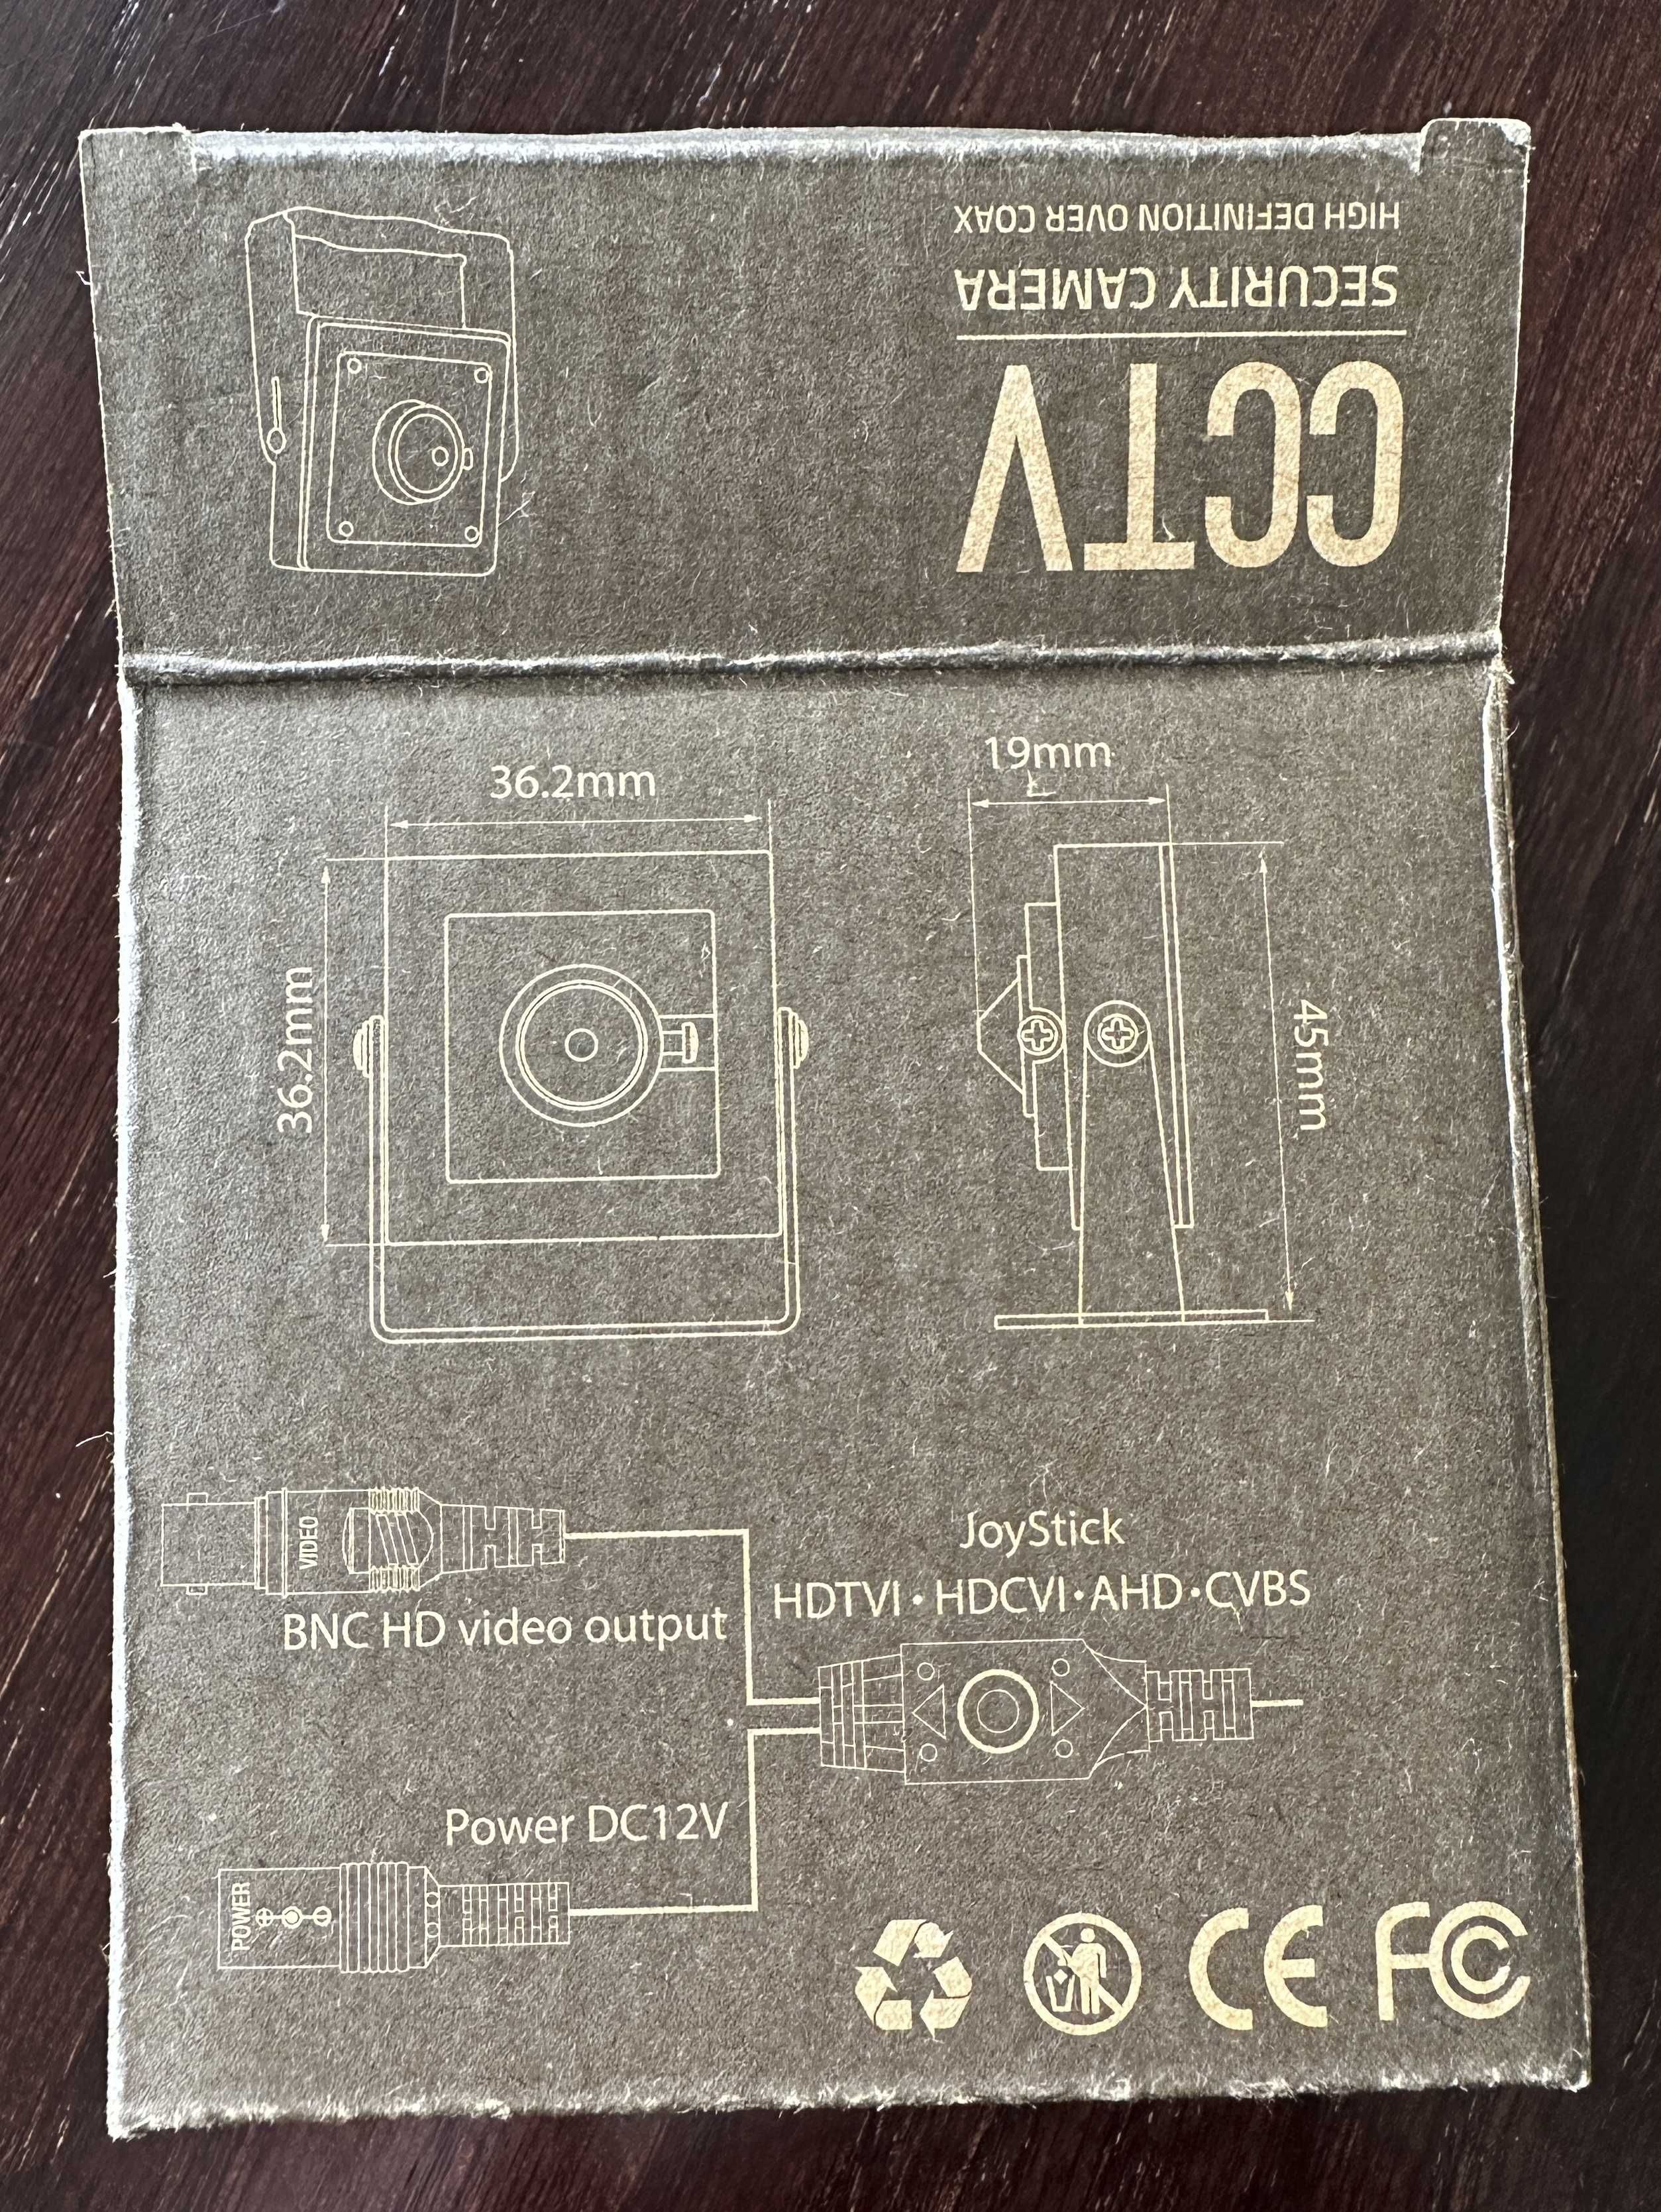 CCTV
SECURITY CAMERA
HIGH DEFINITION OVER COAX
36.2mm
19mm
36.2mm
45mm
VIDEO
BNC HD video output
JoyStick
HDTVI·HDCVI·AHD·CVBS
Power DC12V
POWER
CE FC